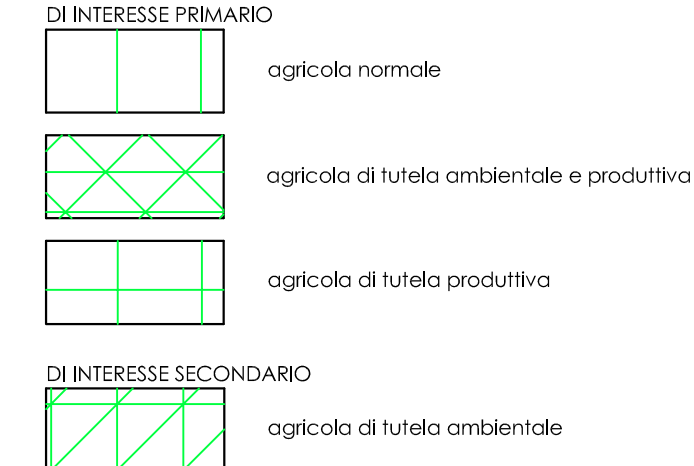 DI INTERESSE PRIMARIO
agricola normale
agricola di tutela ambientale e produttiva
agricola di tutela produttiva
DI INTERESSE SECONDARIO
agricola di tutela ambientale